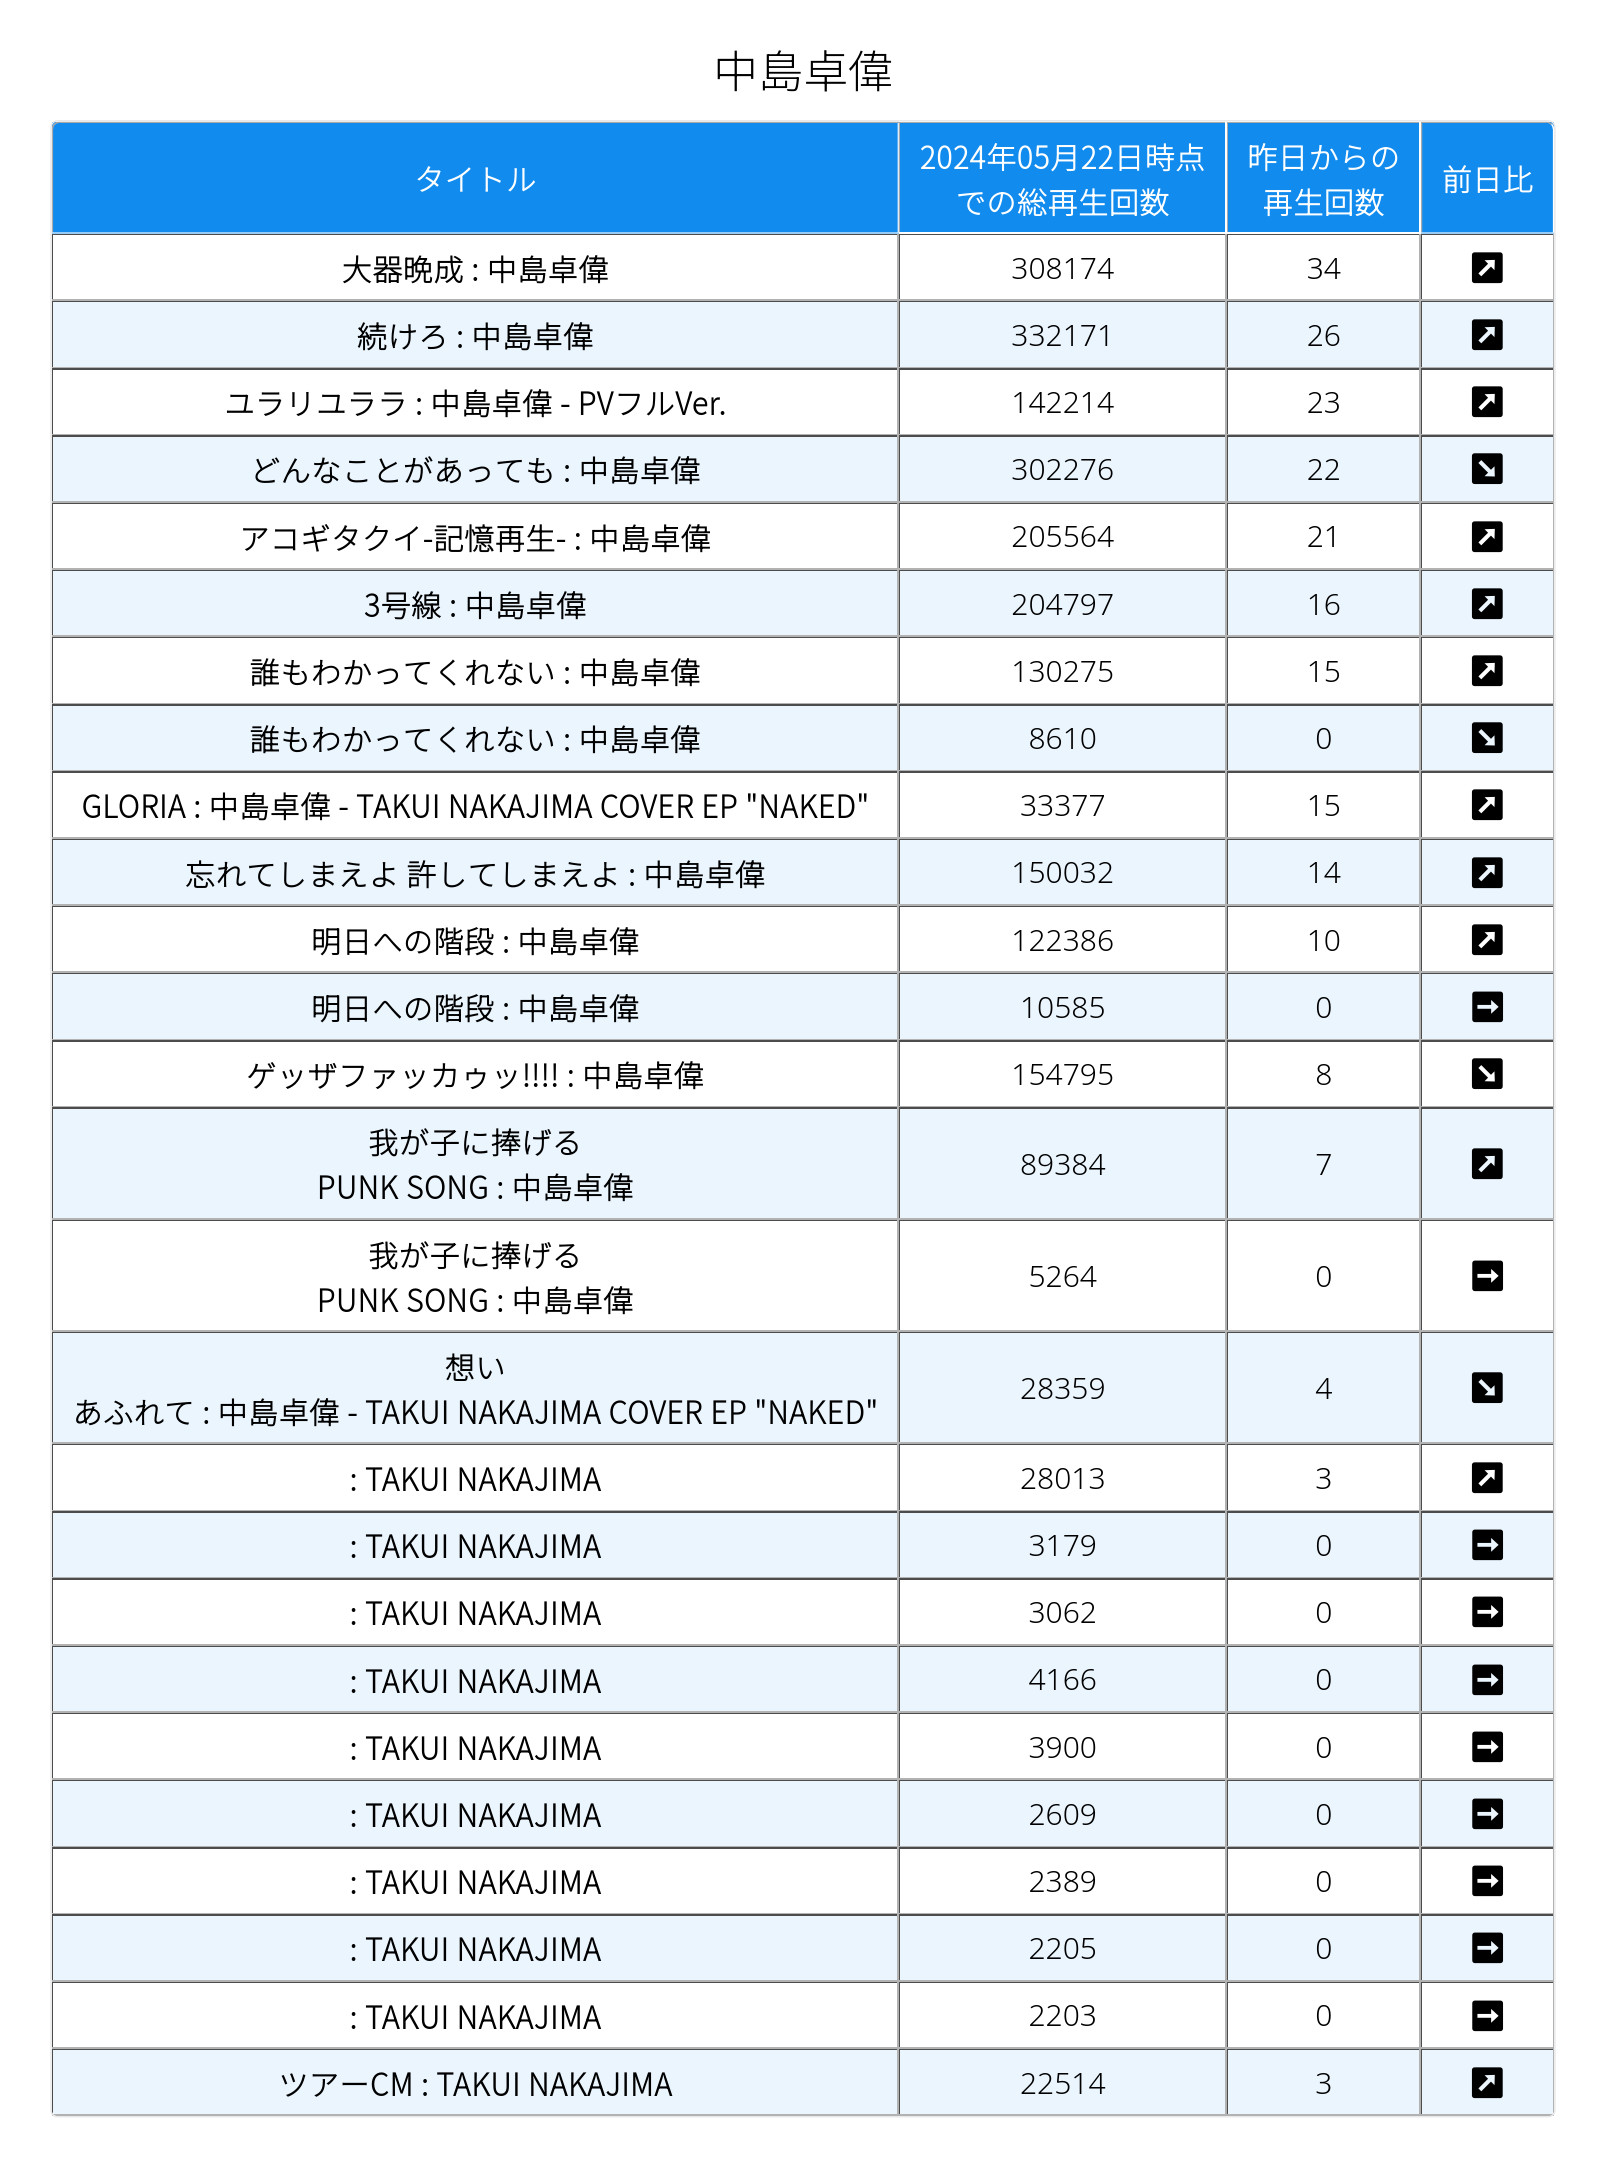 中島卓偉
タイトル
2024年05月22日時点
での総再生回数
昨日からの
再生回数
前日比
大器晩成 : 中島卓偉 308174 34 ↗
続けろ : 中島卓偉 332171 26 ↗
ユラリユララ : 中島卓偉 - PVフルVer. 142214 23 ↗
どんなことがあっても : 中島卓偉 302276 22 ↘
アコギタクイ-記憶再生- : 中島卓偉 205564 21 ↗
3号線 : 中島卓偉 204797 16 ↗
誰もわかってくれない : 中島卓偉 130275 15 ↗
誰もわかってくれない : 中島卓偉 8610 0 ↘
GLORIA : 中島卓偉 - TAKUI NAKAJIMA COVER EP "NAKED" 33377 15 ↗
忘れてしまえよ 許してしまえよ : 中島卓偉 150032 14 ↗
明日への階段 : 中島卓偉 122386 10 ↗
明日への階段 : 中島卓偉 10585 0 →
ゲッザファッカゥッ!!!! : 中島卓偉 154795 8 ↘
我が子に捧げる
PUNK SONG : 中島卓偉 89384 7 ↗
我が子に捧げる
PUNK SONG : 中島卓偉 5264 0 →
想い
あふれて : 中島卓偉 - TAKUI NAKAJIMA COVER EP "NAKED" 28359 4 ↘
: TAKUI NAKAJIMA 28013 3 ↗
: TAKUI NAKAJIMA 3179 0 →
: TAKUI NAKAJIMA 3062 0 →
: TAKUI NAKAJIMA 4166 0 →
: TAKUI NAKAJIMA 3900 0 →
: TAKUI NAKAJIMA 2609 0 →
: TAKUI NAKAJIMA 2389 0 →
: TAKUI NAKAJIMA 2205 0 →
: TAKUI NAKAJIMA 2203 0 →
ツアーCM : TAKUI NAKAJIMA 22514 3 ↗